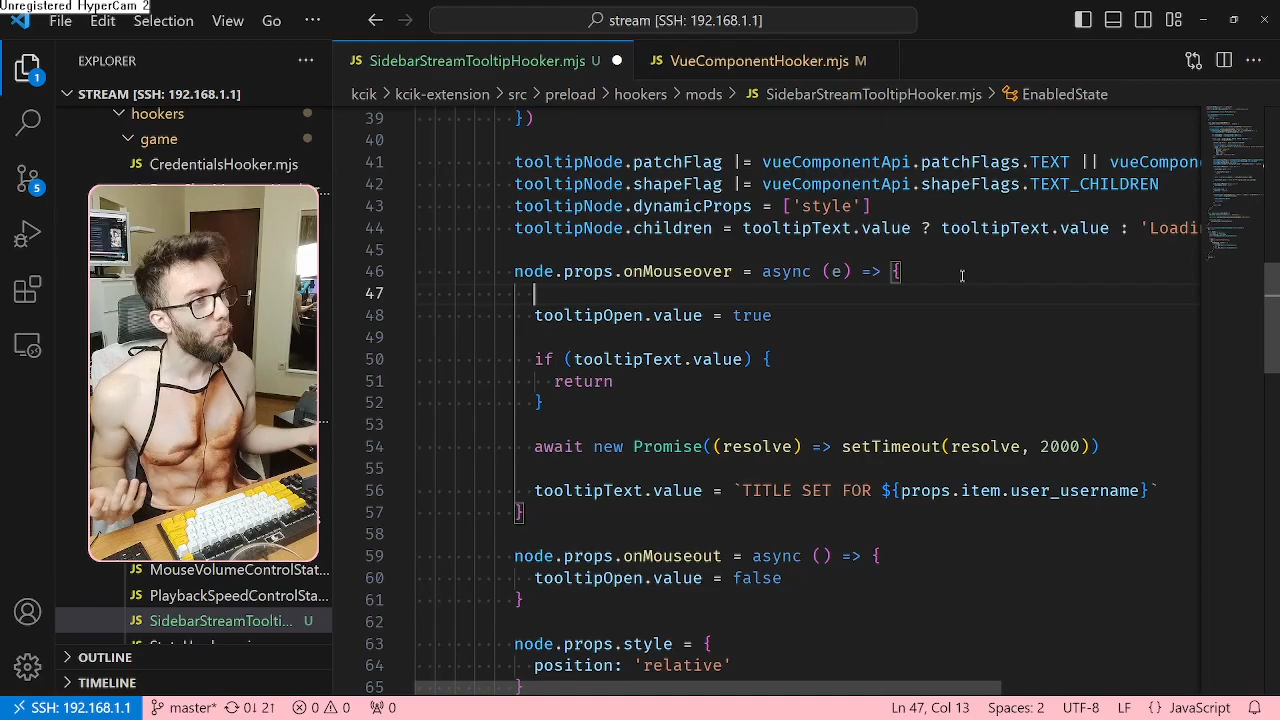 Unregistered HyperCam 2
File Edit Selection View Go
stream [SSH: 192.168.1.1]
EXPLORER
JS SidebarStreamTooltipHooker.mjs U
JS VueComponentHooker.mjs M
STREAM [SSH: 192.168.1.1]
kcik > kcik-extension > src > preload > hookers > mods > JS SidebarStreamTooltipHooker.mjs > EnabledState
1
5
hookers
game
JS CredentialsHooker.mjs
39 })
40
41 tooltipNode.patchFlag |= vueComponentApi.patchFlags.TEXT || vueCompon
42 tooltipNode.shapeFlag |= vueComponentApi.shapeFlags.TEXT_CHILDREN
43 tooltipNode.dynamicProps = ['style']
44 tooltipNode.children = tooltipText.value ? tooltipText.value : 'Loadin
45
46 node.props.onMouseover = async (e) => {
47
48 tooltipOpen.value = true
49
50 if (tooltipText.value) {
51 return
52 }
53
54 await new Promise((resolve) => setTimeout(resolve, 2000))
55
56 tooltipText.value = `TITLE SET FOR ${props.item.user_username}`
57 }
58
59 node.props.onMouseout = async () => {
60 tooltipOpen.value = false
61 }
62
63 node.props.style = {
64 position: 'relative'
65 }
JS MouseVolumeControlStat...
JS PlaybackSpeedControlSta...
JS SidebarStreamToolti... U
OUTLINE
TIMELINE
SSH: 192.168.1.1 master* 0↓ 21↑ 0 0 0 Ln 47, Col 13 Spaces: 2 UTF-8 LF {} JavaScript